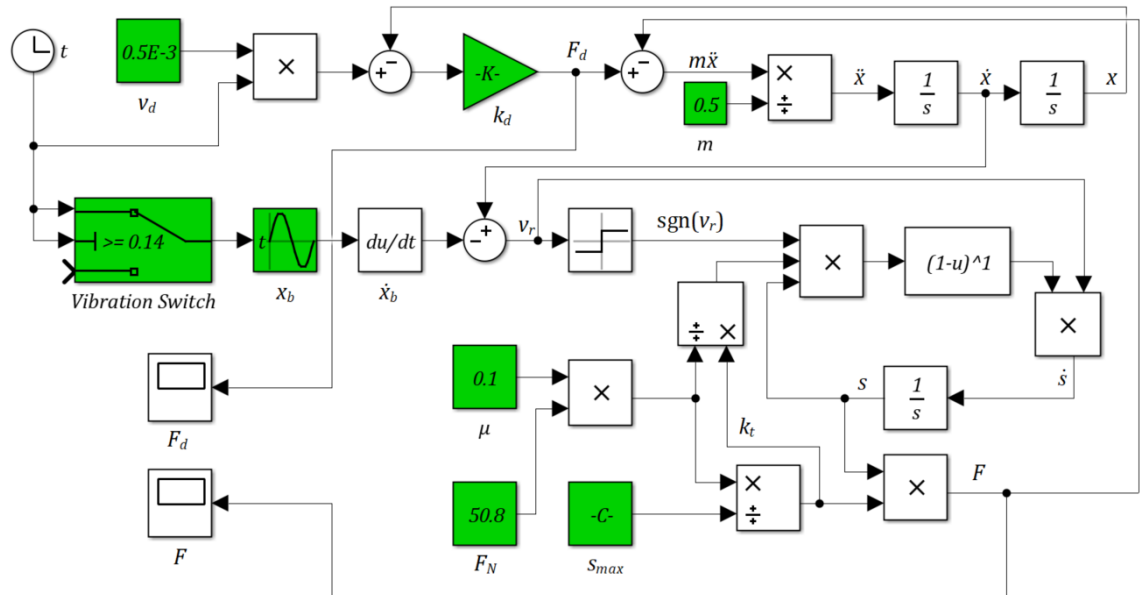 t
0.5E-3
v_d
×
+ −
-K-
k_d
F_d
+ −
mẍ
0.5
m
×
÷
ẍ
1/s
ẋ
1/s
x
>= 0.14
Vibration Switch
t
x_b
du/dt
ẋ_b
− +
v_r
sgn(v_r)
×
(1-u)^1
×
ṡ
÷ ×
s
1/s
F_d
0.1
μ
×
k_t
F
50.8
F_N
-C-
s_max
×
÷
×
F